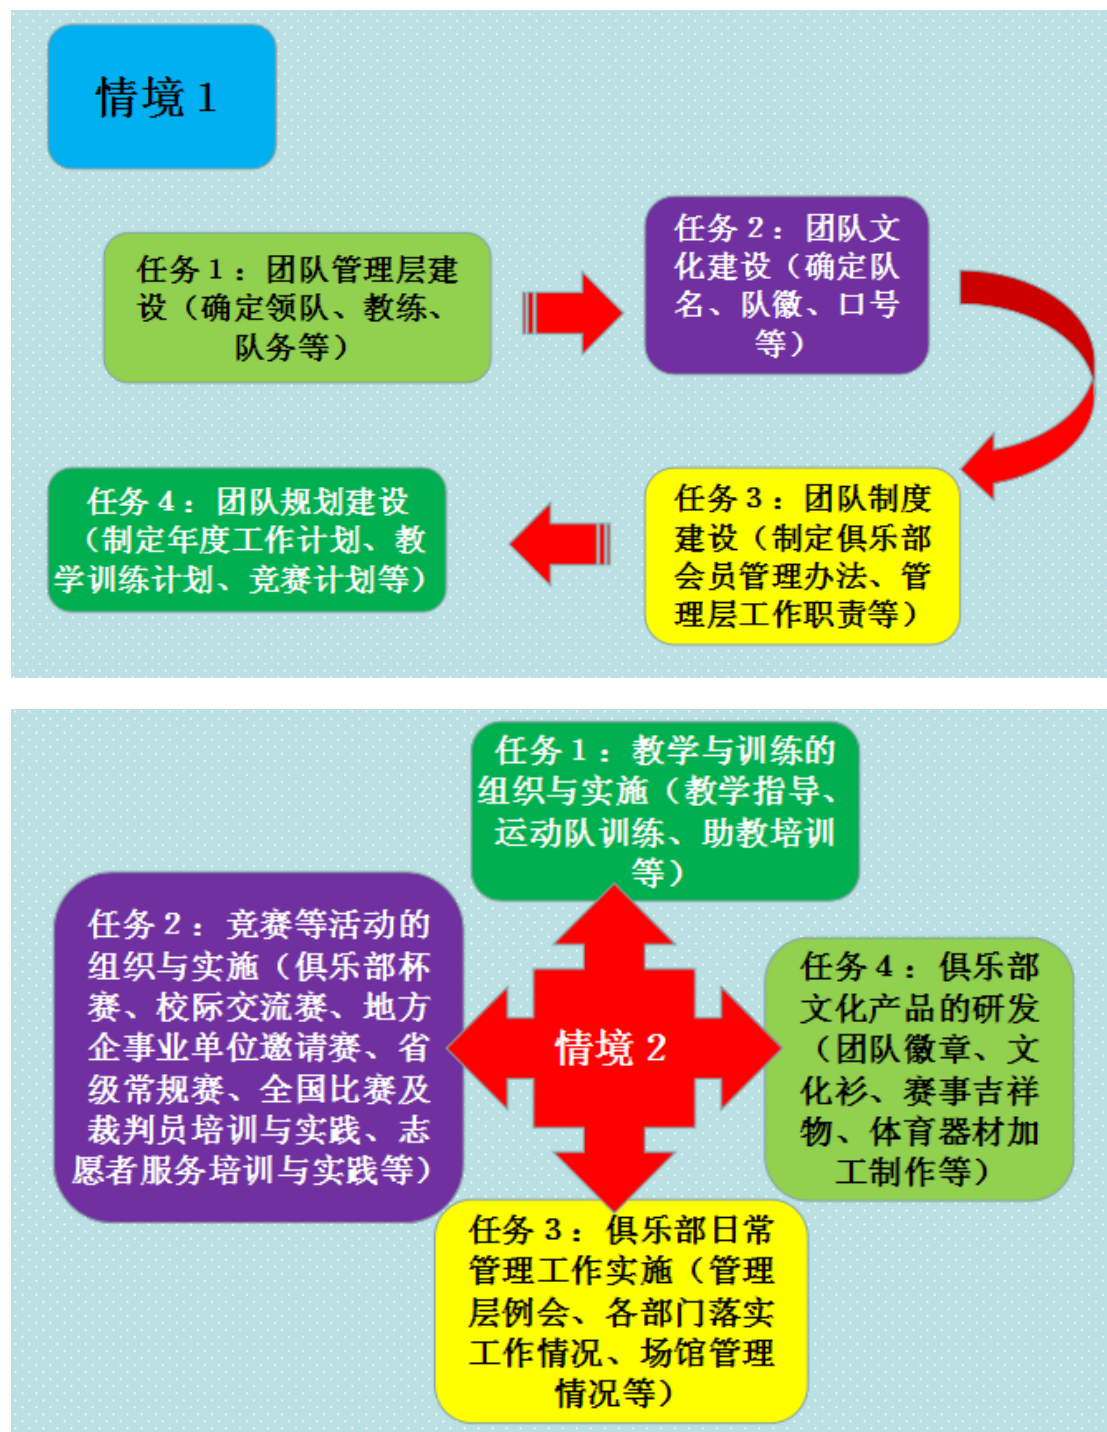 情境1
任务1：团队管理层建
设（确定领队、教练、
队务等）
任务2：团队文
化建设（确定队
名、队徽、口号
等）
任务3：团队制度
建设（制定俱乐部
会员管理办法、管
理层工作职责等）
任务4：团队规划建设
（制定年度工作计划、教
学训练计划、竞赛计划等）
任务1：教学与训练的
组织与实施（教学指导、
运动队训练、助教培训
等）
任务2：竞赛等活动的
组织与实施（俱乐部杯
赛、校际交流赛、地方
企事业单位邀请赛、省
级常规赛、全国比赛及
裁判员培训与实践、志
愿者服务培训与实践等）
情境2
任务4：俱乐部
文化产品的研发
（团队徽章、文
化衫、赛事吉祥
物、体育器材加
工制作等）
任务3：俱乐部日常
管理工作实施（管理
层例会、各部门落实
工作情况、场馆管理
情况等）